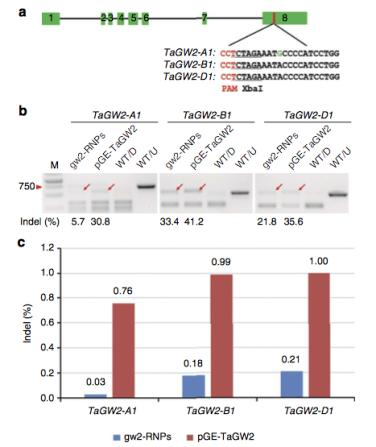 a
1 2 3 4 5 6 7 8
TaGW2-A1: CCTCTAGAAATGCCCCATCCTGG
TaGW2-B1: CCTCTAGAAATACCCCATCCTGG
TaGW2-D1: CCTCTAGAAATACCCCATCCTGG
PAM XbaI
b
TaGW2-A1 TaGW2-B1 TaGW2-D1
M gw2-RNPs pGE-TaGW2 WT/D WT/U gw2-RNPs pGE-TaGW2 WT/D WT/U gw2-RNPs pGE-TaGW2 WT/D WT/U
750
Indel (%) 5.7 30.8 33.4 41.2 21.8 35.6
c
1.2
1.0
0.8
0.6
0.4
0.2
0.0
Indel (%)
0.03 0.76 0.18 0.99 0.21 1.00
TaGW2-A1 TaGW2-B1 TaGW2-D1
gw2-RNPs pGE-TaGW2